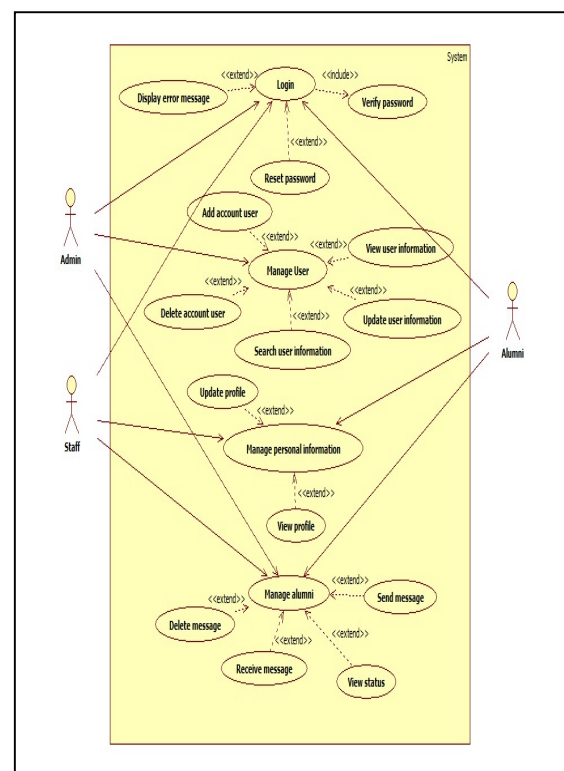 System
<<extend>>
<<include>>
Login
Display error message
Verify password
<<extend>>
Reset password
Add account user
<<extend>>
View user information
<<extend>>
Admin
Manage User
<<extend>>
<<extend>>
Delete account user
Update user information
<<extend>>
Search user information
Alumni
Update profile
<<extend>>
Staff
Manage personal information
<<extend>>
View profile
Manage alumni
<<extend>>
<<extend>>
Send message
Delete message
<<extend>>
<<extend>>
Receive message
View status